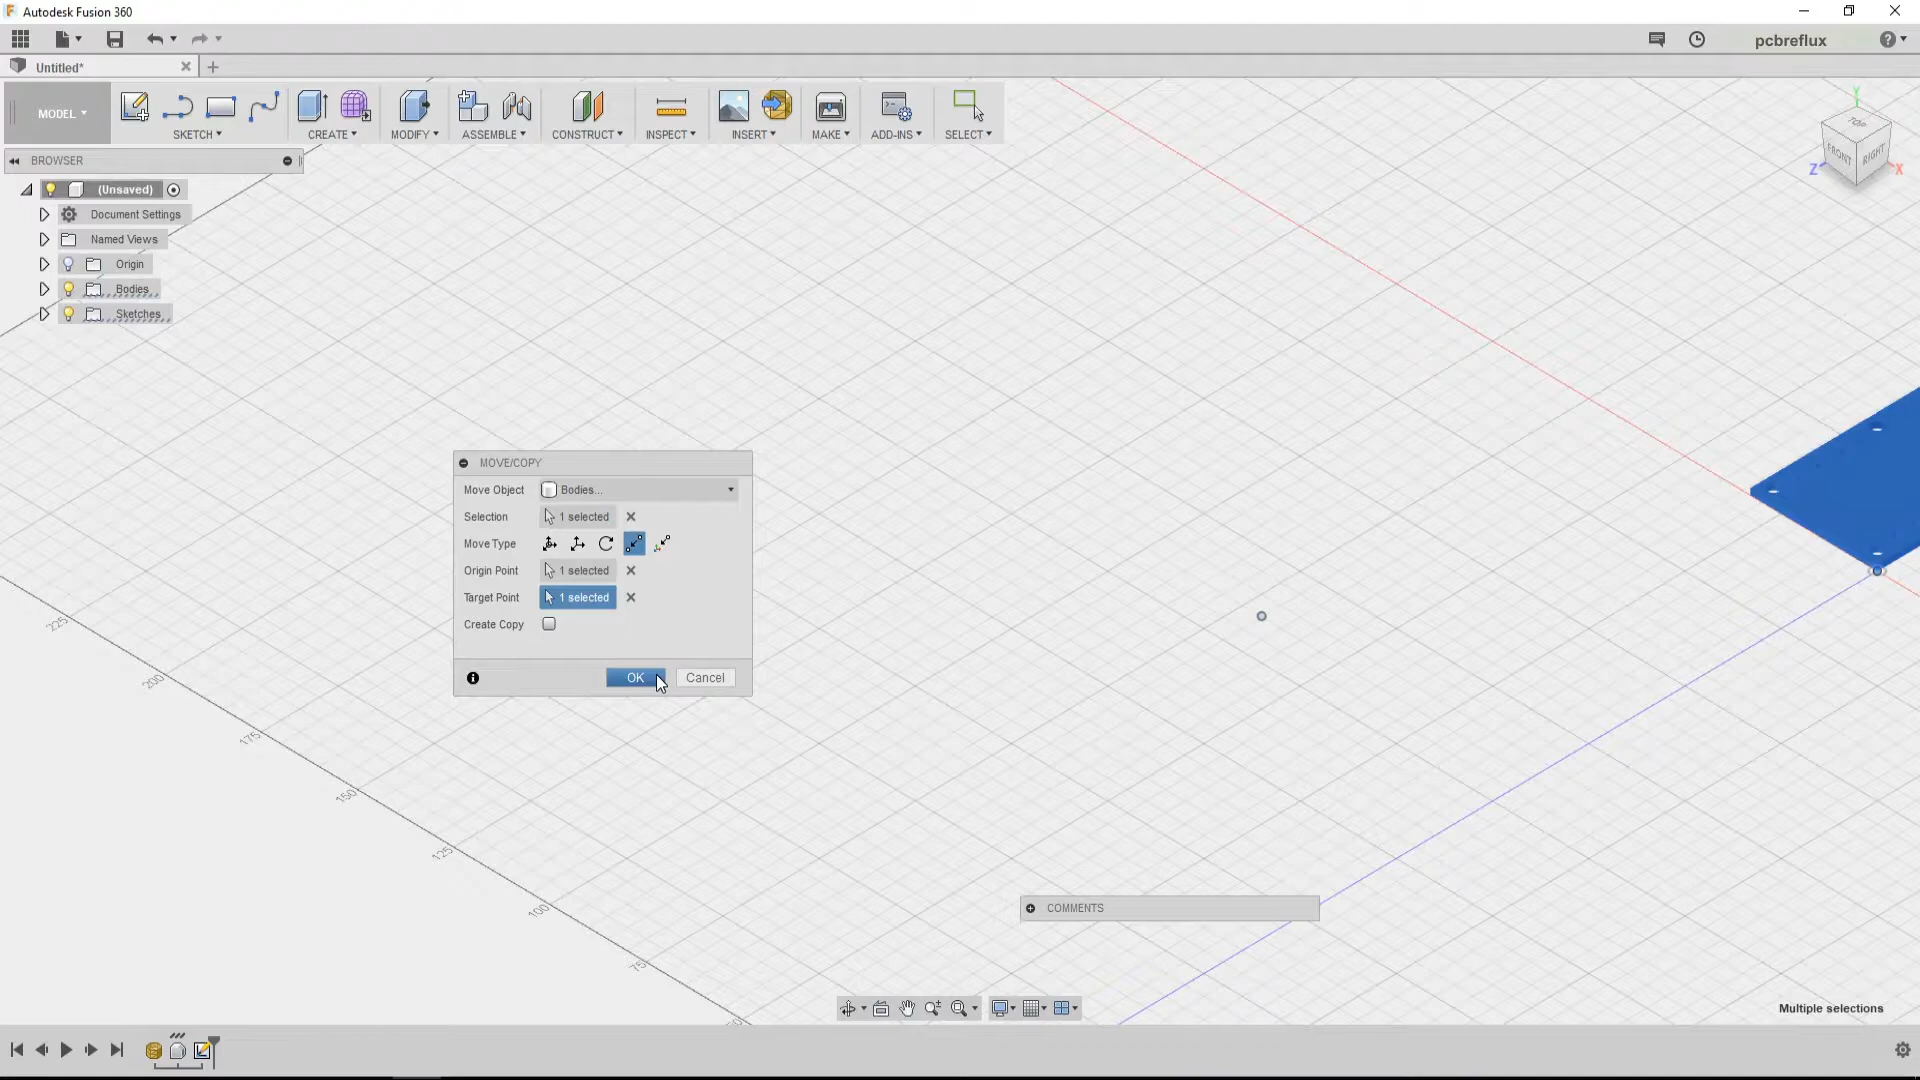 Autodesk Fusion 360
pcbreflux
Untitled*
MODEL
SKETCH
CREATE
MODIFY
ASSEMBLE
CONSTRUCT
INSPECT
INSERT
MAKE
ADD-INS
SELECT
TOP
FRONT
RIGHT
Y
Z
X
BROWSER
(Unsaved)
Document Settings
Named Views
Origin
Bodies
Sketches
MOVE/COPY
Move Object Bodies...
Selection 1 selected
Move Type
Origin Point 1 selected
Target Point 1 selected
Create Copy
OK Cancel
225
200
175
150
125
100
75
COMMENTS
Multiple selections